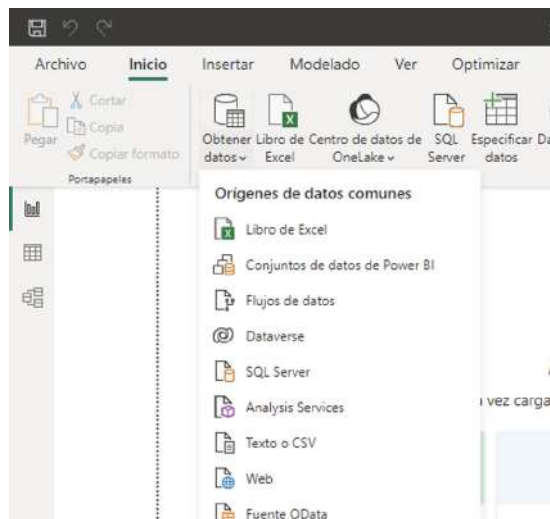 Archivo Inicio Insertar Modelado Ver Optimizar
Cortar
Copia
Copiar formato
Pegar
Portapapeles
Obtener datos
Libro de Excel
Centro de datos de OneLake
SQL Server
Especificar datos
Da
Orígenes de datos comunes
Libro de Excel
Conjuntos de datos de Power BI
Flujos de datos
Dataverse
SQL Server
Analysis Services
Texto o CSV
Web
Fuente OData
vez carga